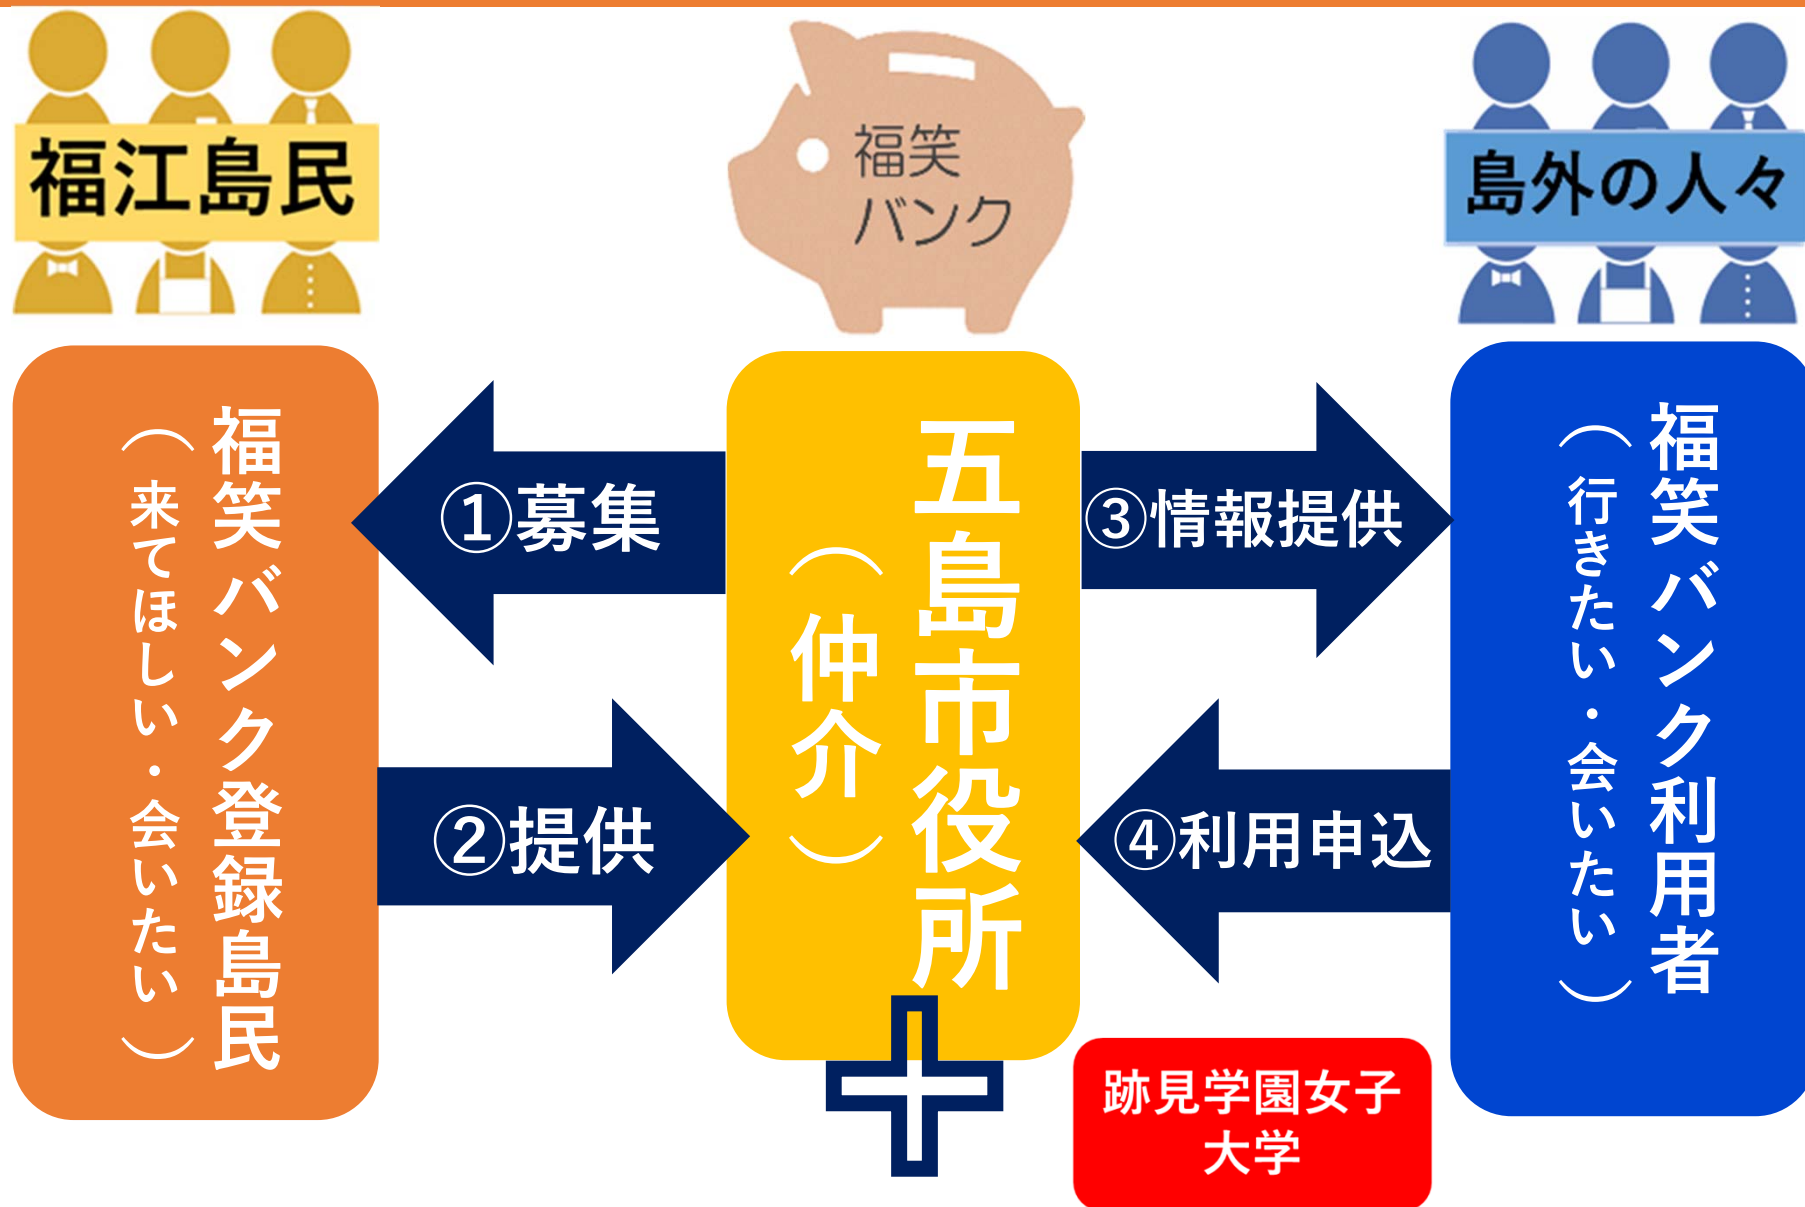 福江島民
福笑
バンク
島外の人々
福笑バンク登録島民
（来てほしい・会いたい）
①募集
②提供
五島市役所
（仲介）
③情報提供
④利用申込
福笑バンク利用者
（行きたい・会いたい）
跡見学園女子
大学